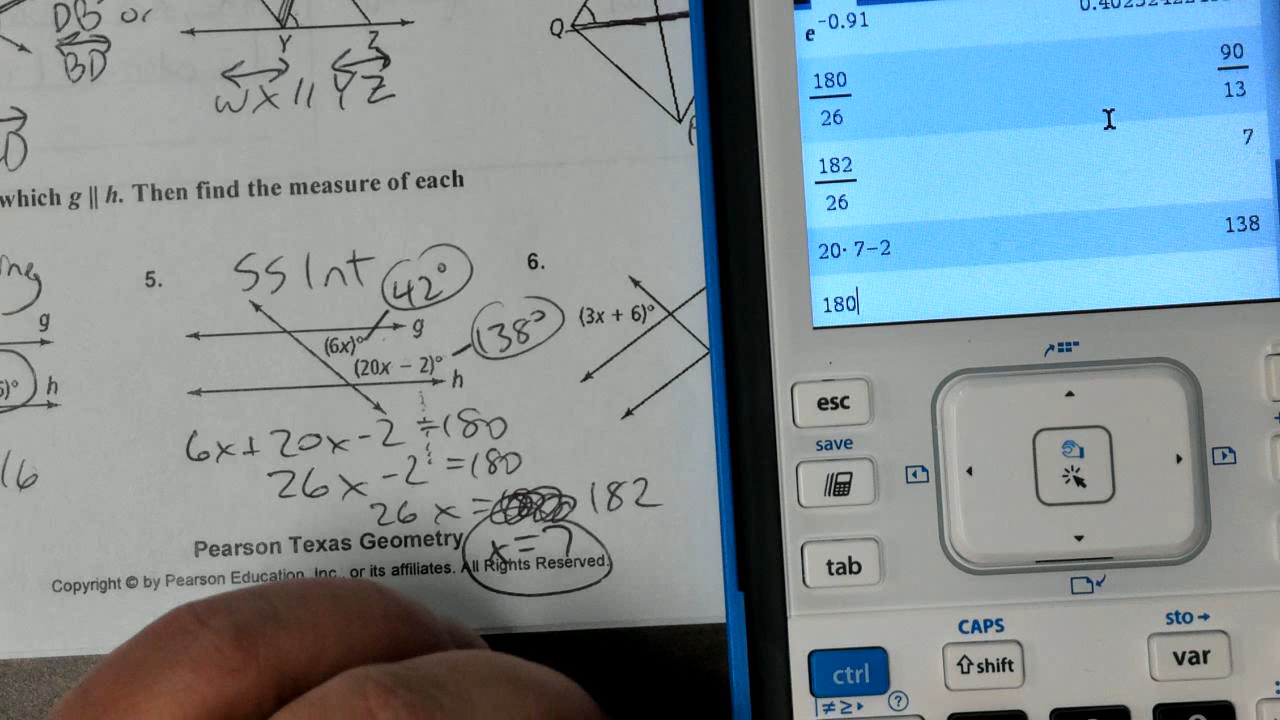 DB or
BD
Y
Z
WX // YZ
Q
which g || h. Then find the measure of each
5.
SS Int
42°
g
(6x)°
138°
(20x − 2)°
h
6x+20x-2 =180
26x -2 =180
26x = 182
x=7
6.
(3x + 6)°
g
h
16
Pearson Texas Geometry
Copyright © by Pearson Education, Inc., or its affiliates. All Rights Reserved.
e^-0.91
180/26
90/13
182/26
7
20·7−2
138
180
esc
save
tab
ctrl
CAPS
⇧shift
sto→
var
≠≥▸
?